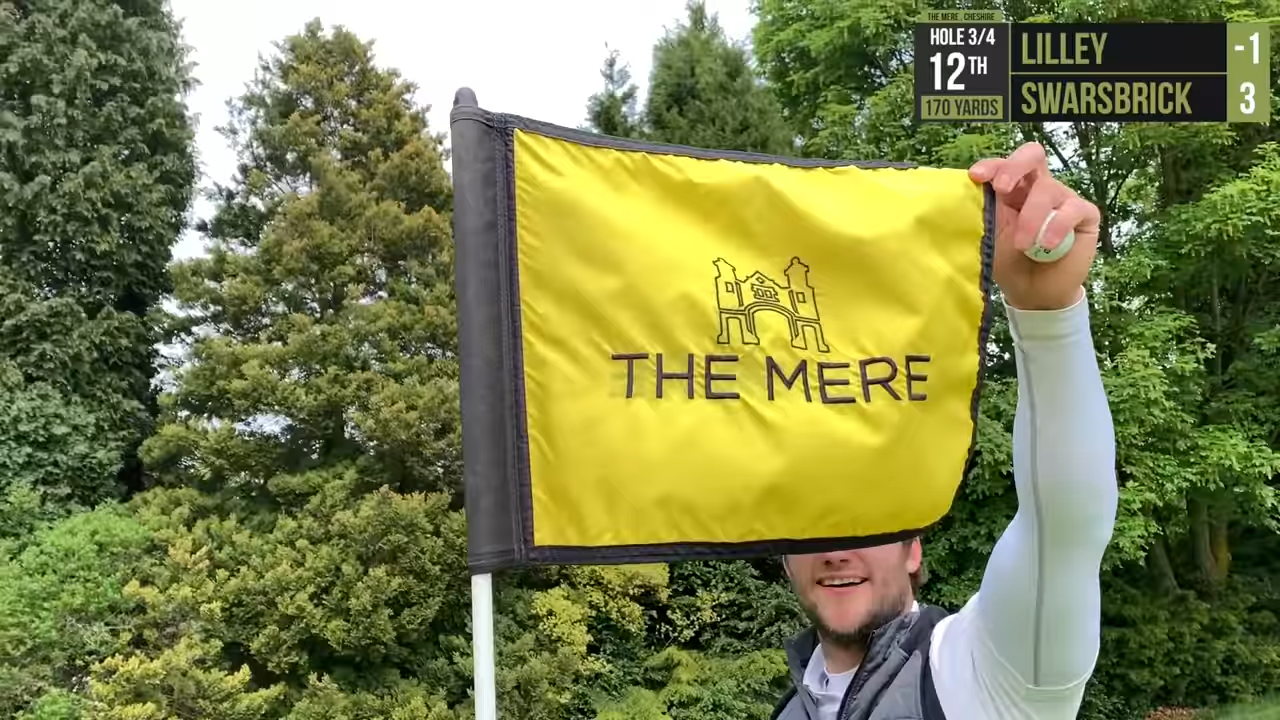 THE MERE, CHESHIRE
HOLE 3/4
12TH
170 YARDS
LILLEY -1
SWARSBRICK 3
THE MERE